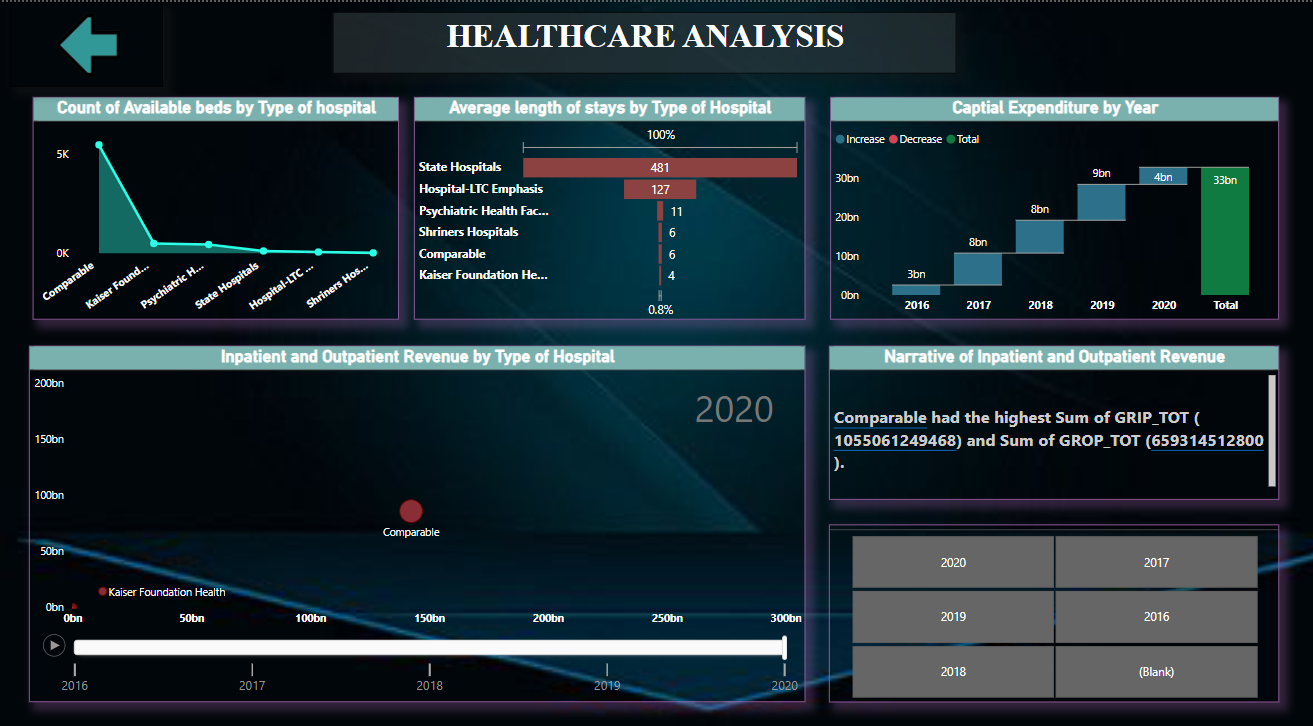 HEALTHCARE ANALYSIS
Count of Available beds by Type of hospital
5K
0K
Comparable
Kaiser Found...
Psychiatric H...
State Hospitals
Hospital-LTC ...
Shriners Hos...
Average length of stays by Type of Hospital
100%
State Hospitals 481
Hospital-LTC Emphasis 127
Psychiatric Health Fac... 11
Shriners Hospitals 6
Comparable 6
Kaiser Foundation He... 4
0.8%
Captial Expenditure by Year
Increase Decrease Total
30bn
20bn
10bn
0bn
3bn
8bn
8bn
9bn
4bn
33bn
2016 2017 2018 2019 2020 Total
Inpatient and Outpatient Revenue by Type of Hospital
200bn
150bn
100bn
50bn
0bn
2020
Comparable
Kaiser Foundation Health
0bn 50bn 100bn 150bn 200bn 250bn 300bn
2016 2017 2018 2019 2020
Narrative of Inpatient and Outpatient Revenue
Comparable had the highest Sum of GRIP_TOT (
1055061249468) and Sum of GROP_TOT (659314512800
).
2020 2017
2019 2016
2018 (Blank)